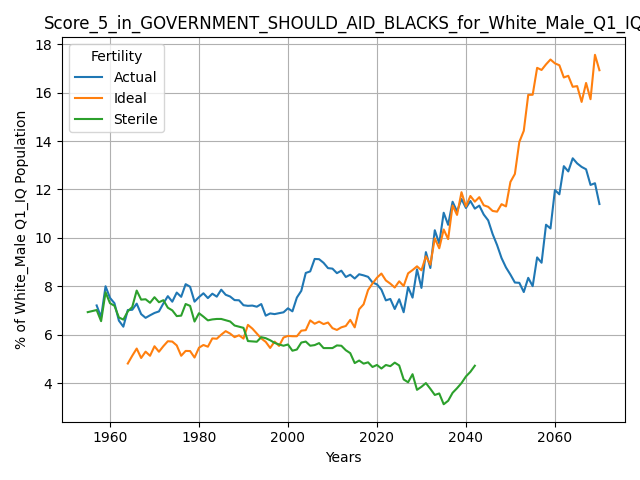 Score_5_in_GOVERNMENT_SHOULD_AID_BLACKS_for_White_Male_Q1_IQ
Fertility
Actual
Ideal
Sterile
% of White_Male Q1_IQ Population
18
16
14
12
10
8
6
4
1960 1980 2000 2020 2040 2060
Years